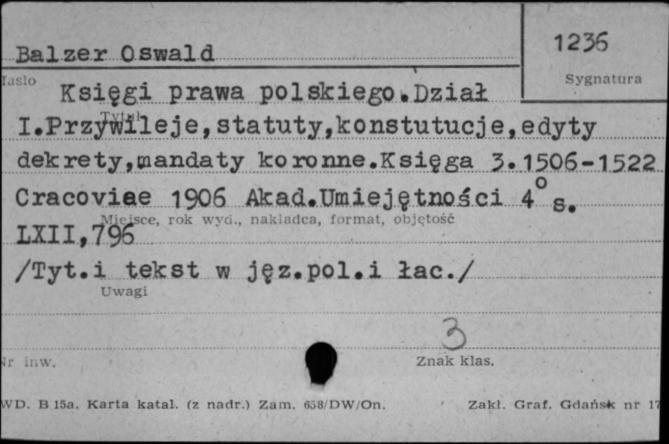 Balzer Oswald
1236
Hasło
Sygnatura
Księgi prawa polskiego.Dział
Tytuł
I.Przywileje,statuty,konstutucje,edyty
dekrety,mandaty koronne.Księga 3.1506-1522
Cracoviae 1906 Akad.Umiejętności 4° s.
Miejsce, rok wyd., nakładca, format, objętość
LXII,796
/Tyt.i tekst w jęz.pol.i łac./
Uwagi
3
Nr inw.
Znak klas.
WD. B 15a. Karta katal. (z nadr.) Zam. 658/DW/On.
Zakł. Graf. Gdańsk nr 17